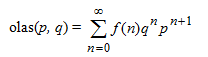 olas(p, q) = ∑_{n=0}^{∞} f(n)q^n p^{n+1}